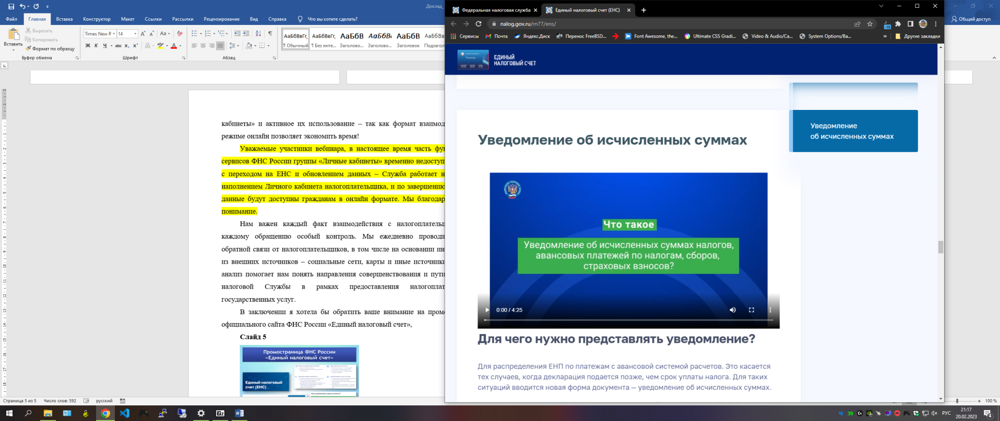 Доклад_
Файл Главная Вставка Конструктор Макет Ссылки Рассылки Рецензирование Вид Справка Что вы хотите сделать?
Общий доступ
Вставить
Вырезать
Копировать
Формат по образцу
Буфер обмена
Times New R 14
Шрифт
Абзац
АаБбВвГг, АаБбВвГг, АаБбВ АаБбВв АаБбВ АаБбВ
¶ Обычный ¶ Без инте... Заголово... Заголово... Заголовок Подзагол
кабинеты» и активное их использование – так как формат взаимод
режиме онлайн позволяет экономить время!
Уважаемые участники вебинара, в настоящее время часть фу
сервисов ФНС России группы «Личные кабинеты» временно недоступ
с переходом на ЕНС и обновлением данных – Служба работает н
наполнением Личного кабинета налогоплательщика, и по завершению
данные будут доступны гражданам в онлайн формате. Мы благодар
понимание.
Нам важен каждый факт взаимодействия с налогоплатель
каждому обращению особый контроль. Мы ежедневно проводи
обратной связи от налогоплательщиков, в том числе на основании ин
из внешних источников – социальные сети, карты и иные источник
анализ помогает нам понять направления совершенствования и пути
налоговой Службы в рамках предоставления налогоплат
государственных услуг.
В заключении я хотела бы обратить ваше внимание на промо
официального сайта ФНС России «Единый налоговый счет»,
Слайд 5
Промостраница ФНС России
«Единый налоговый счет»
Единый налоговый
счет (ЕНС)
Страница 5 из 5 Число слов: 592 русский
100 %
Федеральная налоговая служба
Единый налоговый счет (ЕНС)
nalog.gov.ru/rn77/ens/
Сервисы Почта Яндекс.Диск Перенос FreeBSD... Font Awesome, the... Ultimate CSS Gradi... Video & Audio/Ca... System Options/Ba... » Другие закладки
ЕДИНЫЙ
НАЛОГОВЫЙ СЧЕТ
Уведомление
об исчисленных суммах
Уведомление об исчисленных суммах
Что такое
Уведомление об исчисленных суммах налогов,
авансовых платежей по налогам, сборов,
страховых взносов?
0:00 / 4:25
Для чего нужно представлять уведомление?
Для распределения ЕНП по платежам с авансовой системой расчетов. Это касается
тех случаев, когда декларация подается позже, чем срок уплаты налога. Для таких
ситуаций вводится новая форма документа — уведомление об исчисленных суммах.
39
РУС
21:17
20.02.2023
4